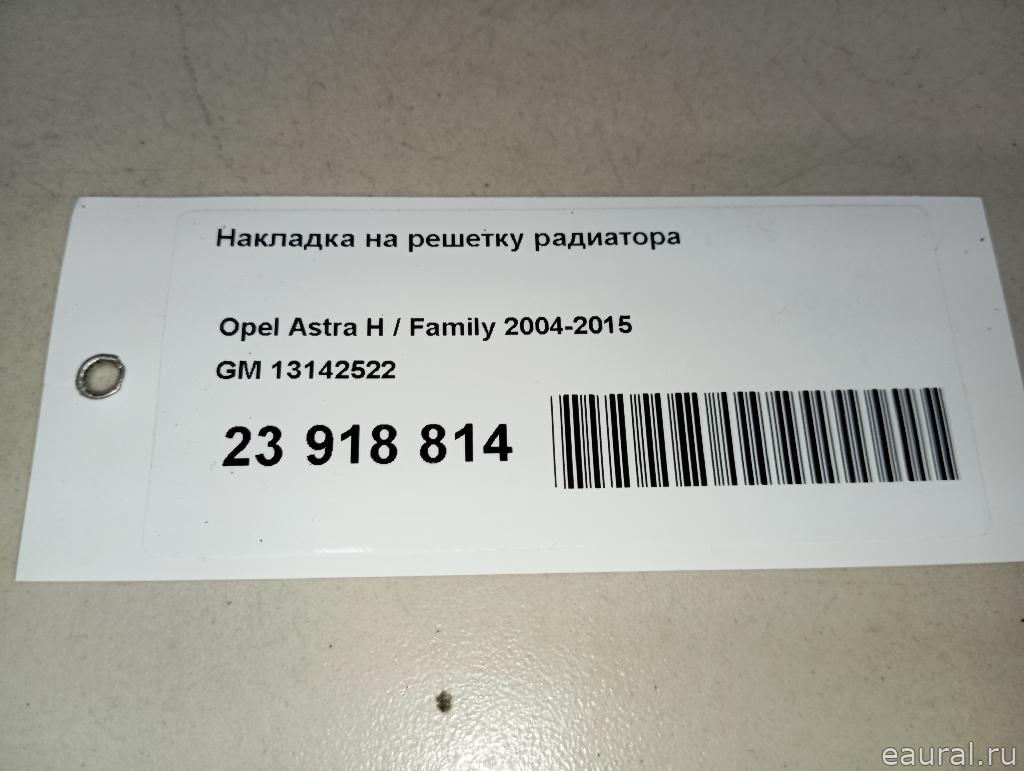 Накладка на решетку радиатора
Opel Astra H / Family 2004-2015
GM 13142522
23 918 814
eaural.ru